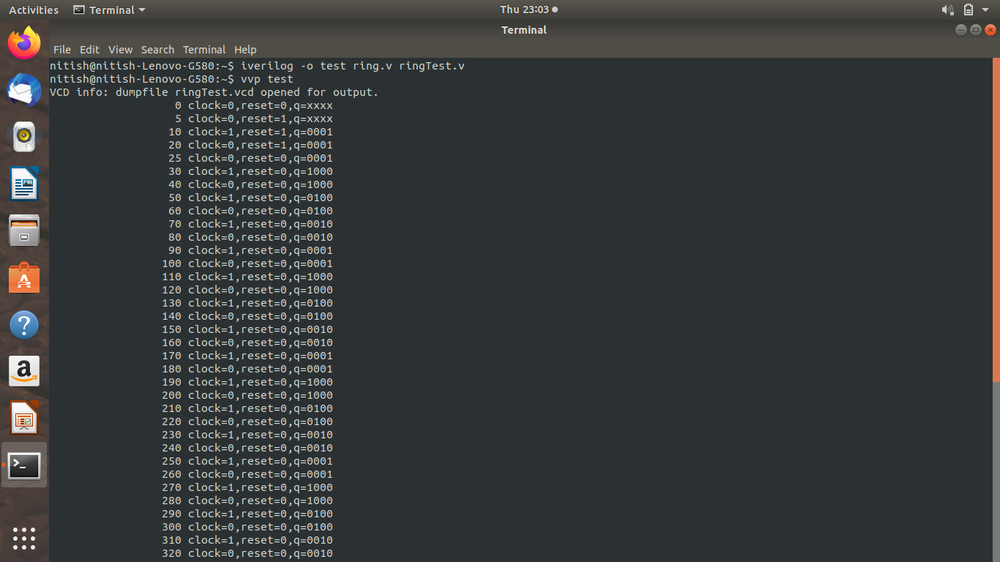 Activities Terminal Thu 23:03
Terminal
File Edit View Search Terminal Help
nitish@nitish-Lenovo-G580:~$ iverilog -o test ring.v ringTest.v
nitish@nitish-Lenovo-G580:~$ vvp test
VCD info: dumpfile ringTest.vcd opened for output.
0 clock=0,reset=0,q=xxxx
5 clock=0,reset=1,q=xxxx
10 clock=1,reset=1,q=0001
20 clock=0,reset=1,q=0001
25 clock=0,reset=0,q=0001
30 clock=1,reset=0,q=1000
40 clock=0,reset=0,q=1000
50 clock=1,reset=0,q=0100
60 clock=0,reset=0,q=0100
70 clock=1,reset=0,q=0010
80 clock=0,reset=0,q=0010
90 clock=1,reset=0,q=0001
100 clock=0,reset=0,q=0001
110 clock=1,reset=0,q=1000
120 clock=0,reset=0,q=1000
130 clock=1,reset=0,q=0100
140 clock=0,reset=0,q=0100
150 clock=1,reset=0,q=0010
160 clock=0,reset=0,q=0010
170 clock=1,reset=0,q=0001
180 clock=0,reset=0,q=0001
190 clock=1,reset=0,q=1000
200 clock=0,reset=0,q=1000
210 clock=1,reset=0,q=0100
220 clock=0,reset=0,q=0100
230 clock=1,reset=0,q=0010
240 clock=0,reset=0,q=0010
250 clock=1,reset=0,q=0001
260 clock=0,reset=0,q=0001
270 clock=1,reset=0,q=1000
280 clock=0,reset=0,q=1000
290 clock=1,reset=0,q=0100
300 clock=0,reset=0,q=0100
310 clock=1,reset=0,q=0010
320 clock=0,reset=0,q=0010